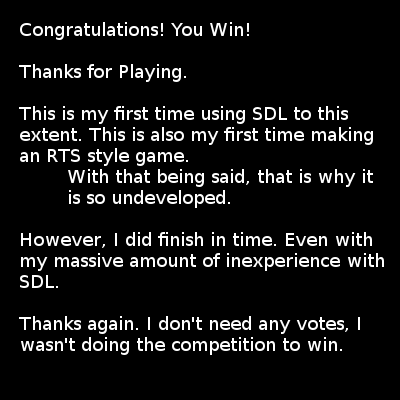 Congratulations! You Win!
Thanks for Playing.
This is my first time using SDL to this
extent. This is also my first time making
an RTS style game.
With that being said, that is why it
is so undeveloped.
However, I did finish in time. Even with
my massive amount of inexperience with
SDL.
Thanks again. I don't need any votes, I
wasn't doing the competition to win.